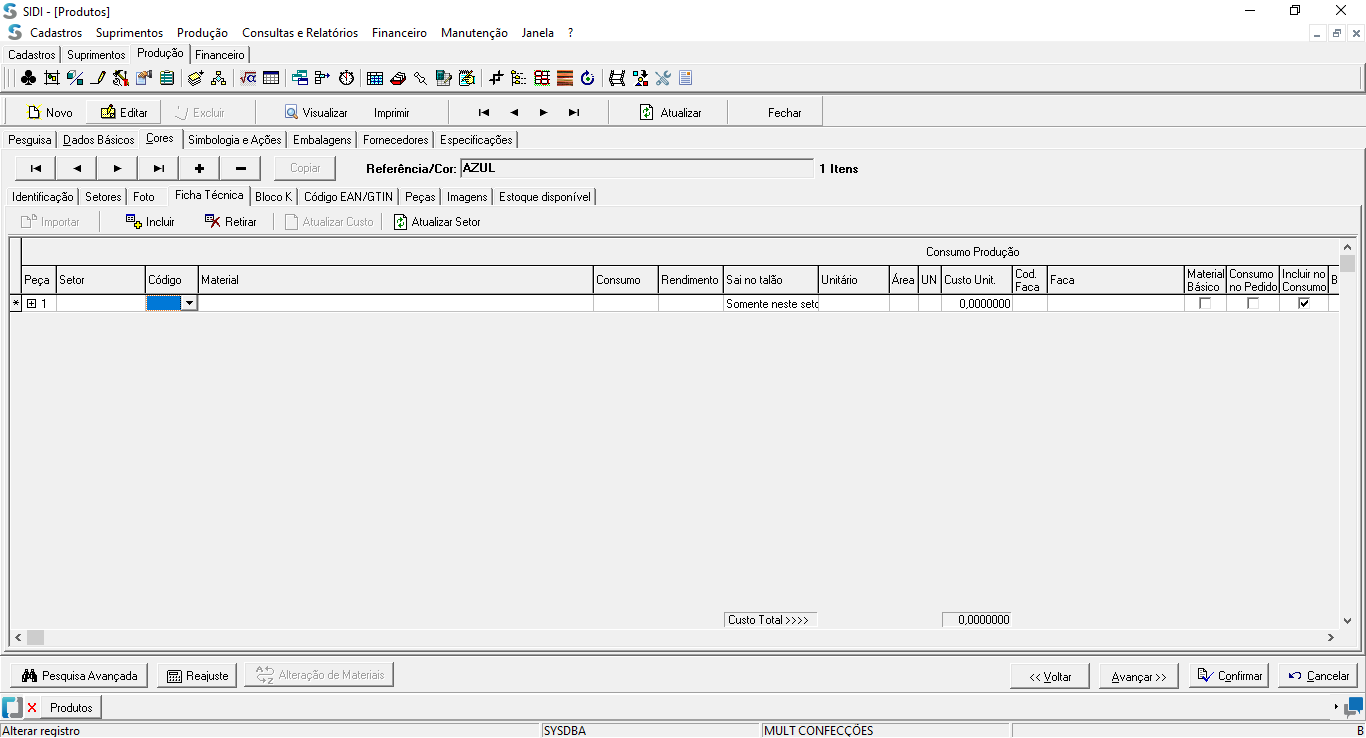 SIDI - [Produtos]
Cadastros Suprimentos Produção Consultas e Relatórios Financeiro Manutenção Janela ?
Cadastros Suprimentos Produção Financeiro
Novo Editar Excluir Visualizar Imprimir Atualizar Fechar
Pesquisa Dados Básicos Cores Simbologia e Ações Embalagens Fornecedores Especificações
Copiar Referência/Cor: AZUL 1 Itens
Identificação Setores Foto Ficha Técnica Bloco K Código EAN/GTIN Peças Imagens Estoque disponível
Importar Incluir Retirar Atualizar Custo Atualizar Setor
Consumo Produção
Peça Setor Código Material Consumo Rendimento Sai no talão Unitário Área UN Custo Unit. Cod. Faca Faca Material Básico Consumo no Pedido Incluir no Consumo B
* 1 Somente neste seto 0,0000000
Custo Total >>>> 0,0000000
Pesquisa Avançada Reajuste Alteração de Materiais << Voltar Avançar >> Confirmar Cancelar
Produtos
Alterar registro SYSDBA MULT CONFECÇÕES B